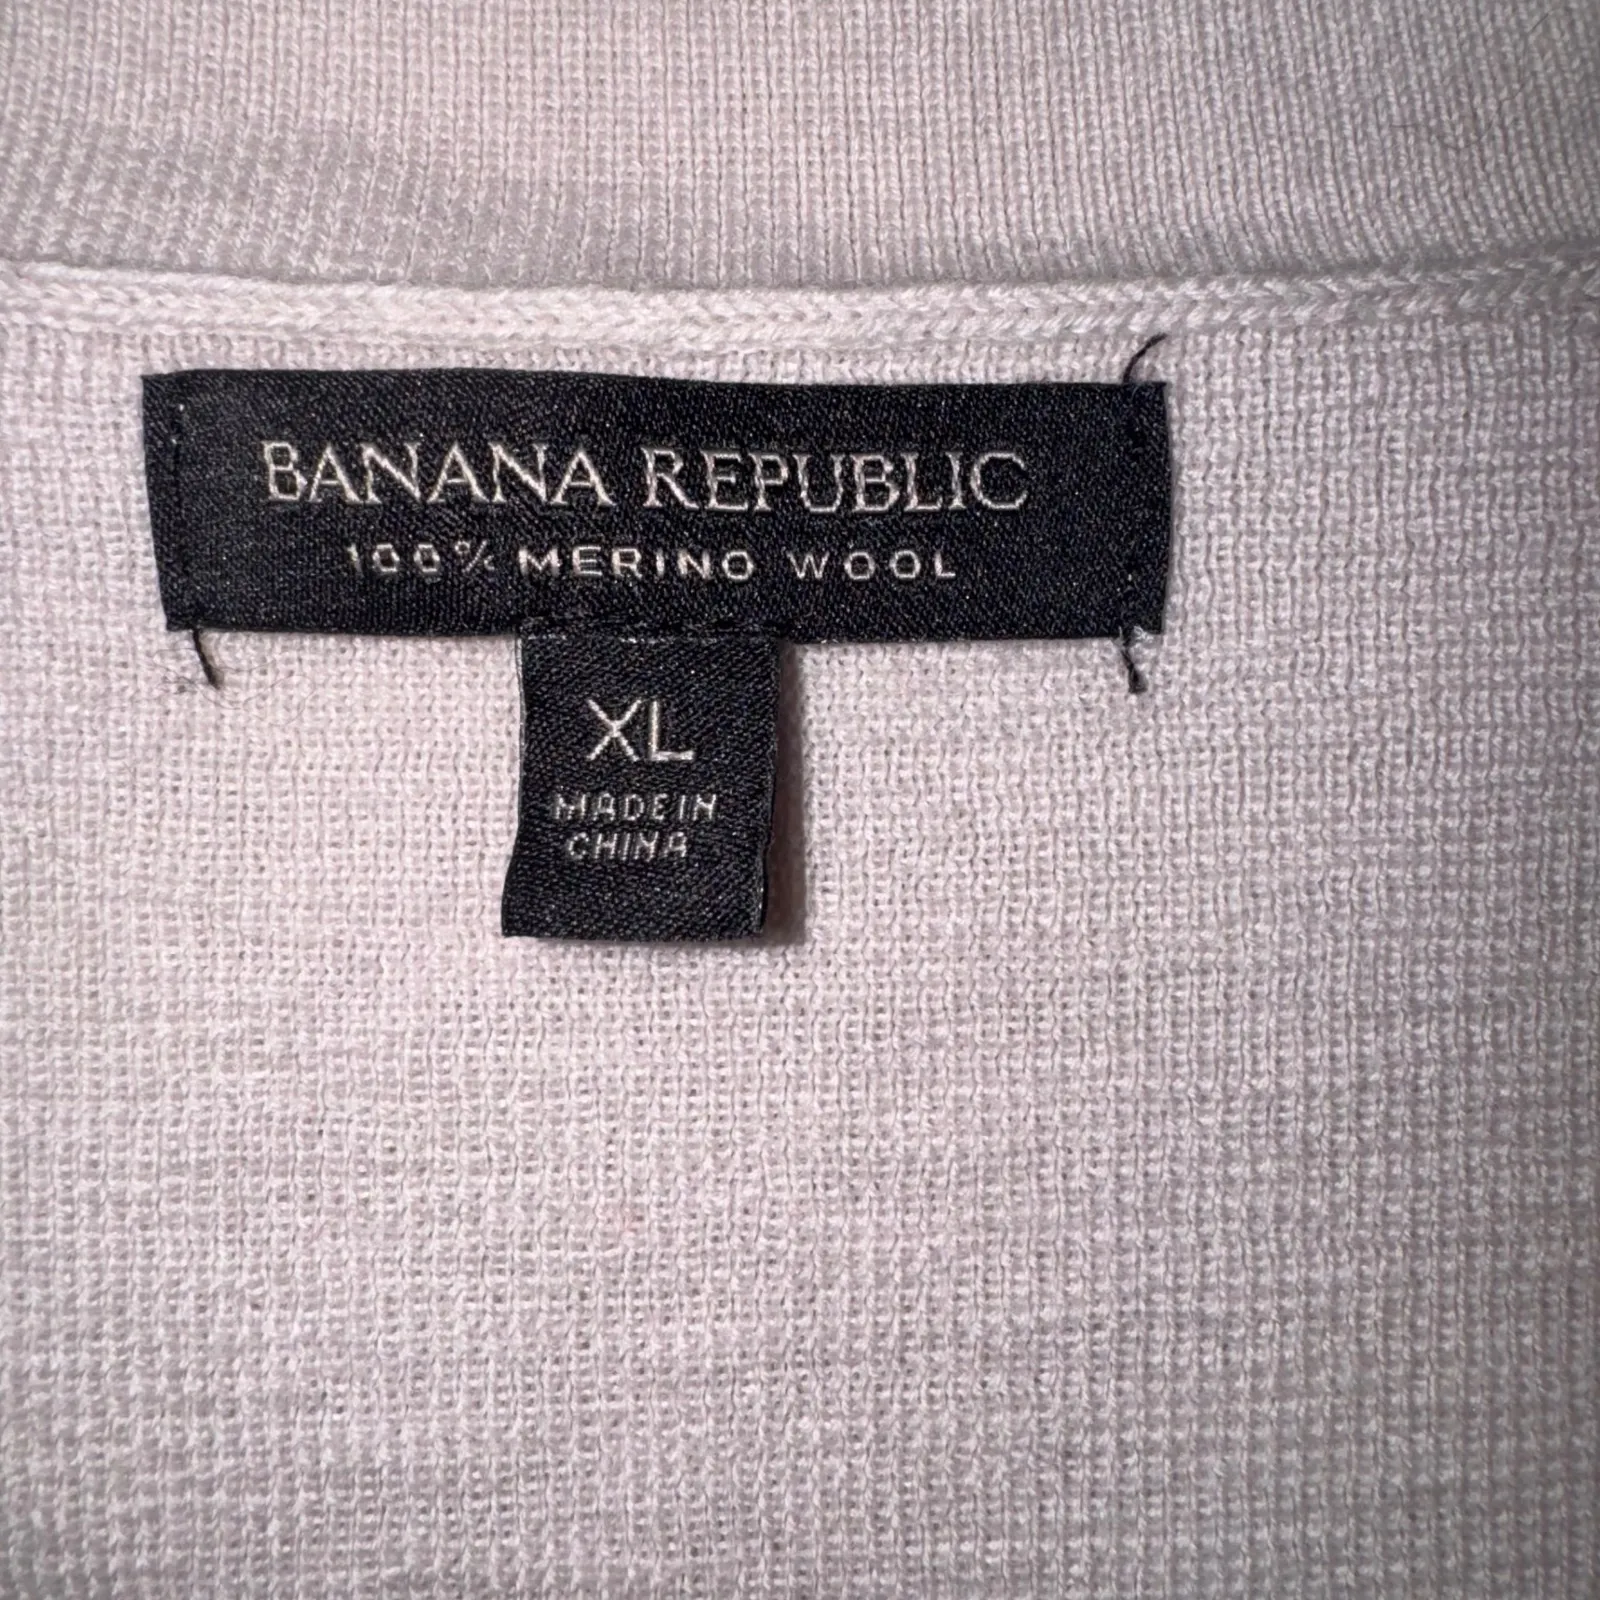 BANANA REPUBLIC
100% MERINO WOOL
XL
MADE IN
CHINA